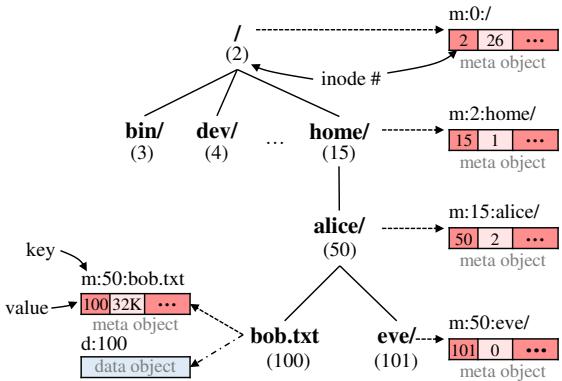 m:0:/
/
(2)
2 26 •••
meta object
inode #
bin/ dev/ ... home/
(3) (4) (15)
m:2:home/
15 1 •••
meta object
alice/
(50)
m:15:alice/
50 2 •••
meta object
key
m:50:bob.txt
value
100 32K •••
meta object
d:100
data object
bob.txt
(100)
eve/
(101)
m:50:eve/
101 0 •••
meta object